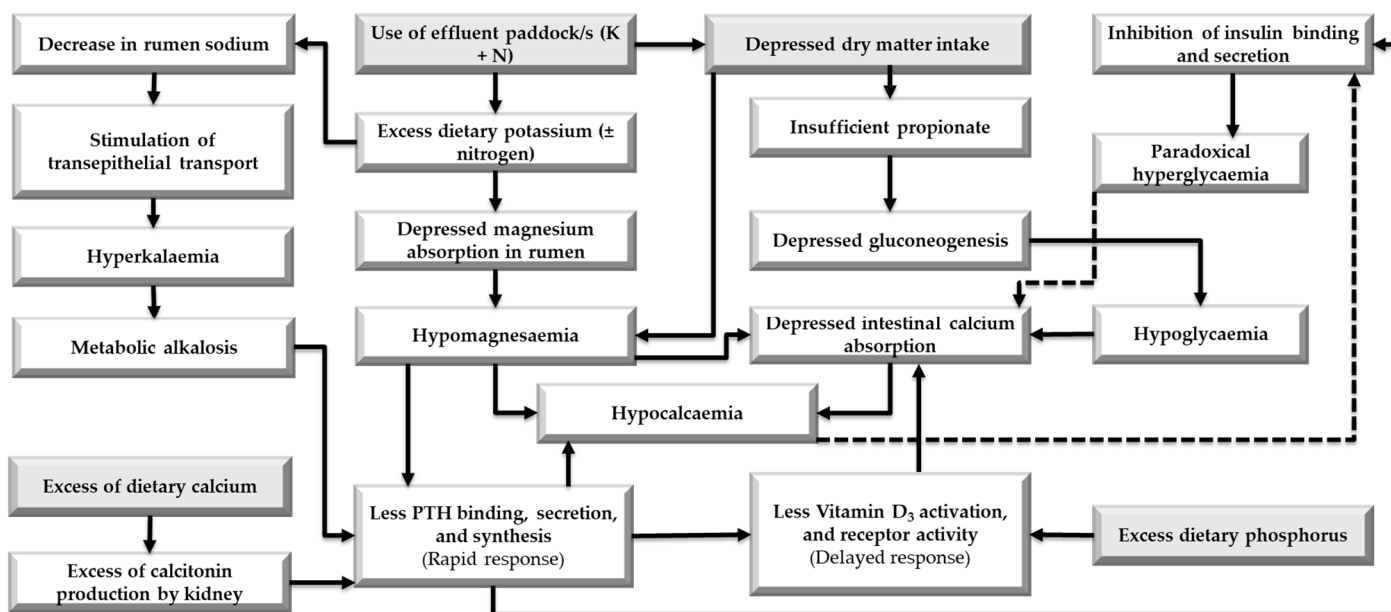 Decrease in rumen sodium
Use of effluent paddock/s (K
+ N)
Depressed dry matter intake
Inhibition of insulin binding
and secretion
Stimulation of
transepithelial transport
Excess dietary potassium (±
nitrogen)
Insufficient propionate
Paradoxical
hyperglycaemia
Hyperkalaemia
Depressed magnesium
absorption in rumen
Depressed gluconeogenesis
Metabolic alkalosis
Hypomagnesaemia
Depressed intestinal calcium
absorption
Hypoglycaemia
Hypocalcaemia
Excess of dietary calcium
Less PTH binding, secretion,
and synthesis
(Rapid response)
Less Vitamin D₃ activation,
and receptor activity
(Delayed response)
Excess dietary phosphorus
Excess of calcitonin
production by kidney